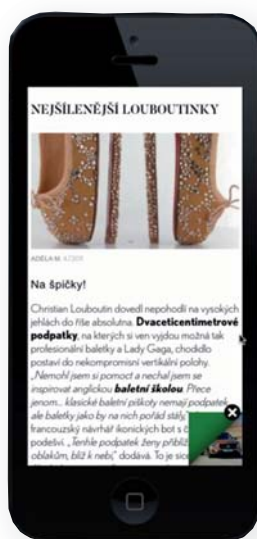 NEJŠÍLENĚJŠÍ LOUBOUTINKY
ADÉLA M.
Na špičky!
Christian Louboutin dovedl nepohodlí na vysokých
jehlách do říše absolutna. Dvaceticentimetrové
podpatky, na kterých si ven vyjdou možná tak
profesionální baletky a Lady Gaga, chodidlo
postaví do nekompromisní vertikální polohy.
„Nemohl jsem si pomoct a nechal jsem se
inspirovat anglickou baletní školou. Přece
jenom... klasické baletní piškoty nemají podpatek,
ale baletky jako by na nich pořád stály,"
francouzský návrhář ikonických bot s
podešví. „Tenhle podpatek ženy
oblakům, blíž k nebi," dodává. To je